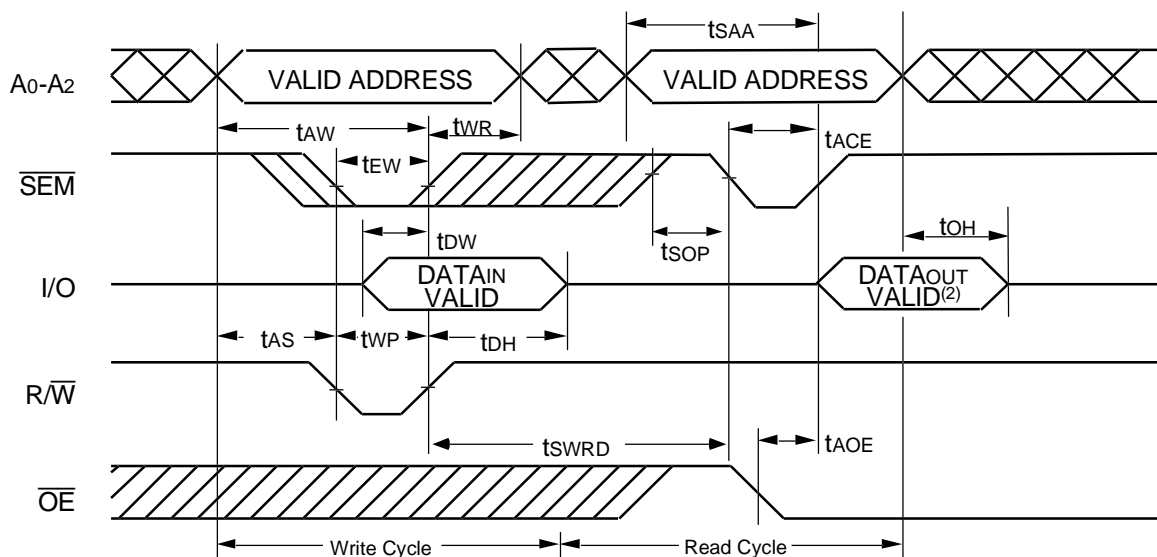 tSAA
A0-A2
VALID ADDRESS
VALID ADDRESS
tAW
tWR
tACE
tEW
SEM
tDW
tSOP
tOH
I/O
DATAIN
VALID
DATAOUT
VALID(2)
tAS
tWP
tDH
R/W
tSWRD
tAOE
OE
Write Cycle
Read Cycle